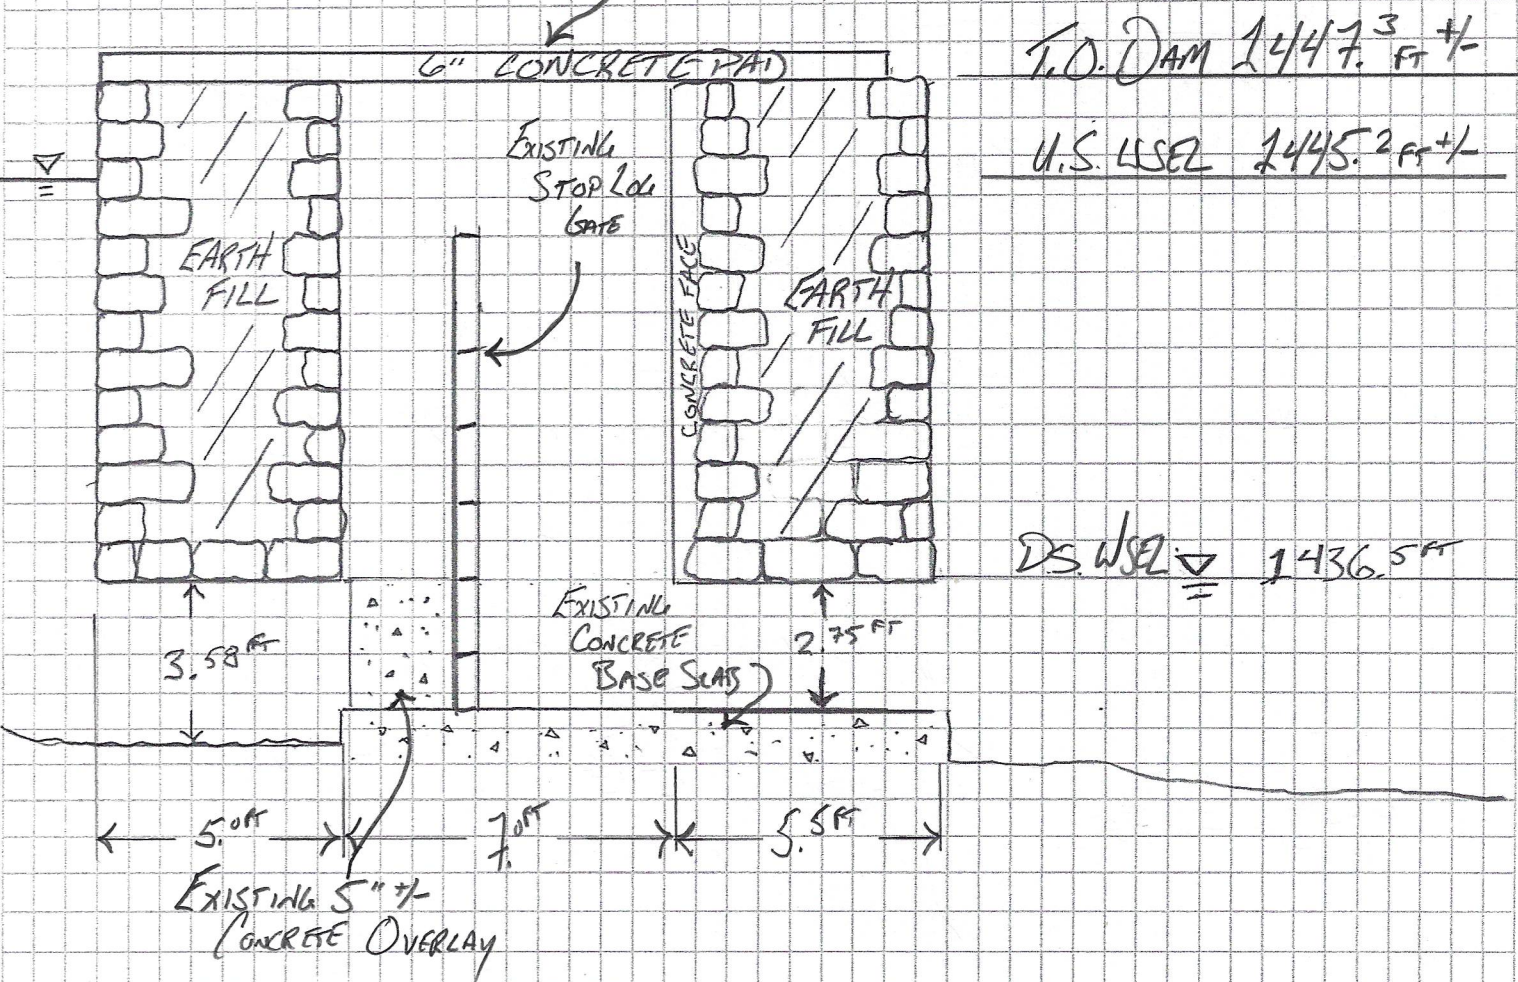 6" CONCRETE PAD
T.O. DAM 1447.3 FT +/-
U.S. WSEL 1445.2 FT +/-
EXISTING
STOP LOG
GATE
EARTH
FILL
CONCRETE FACE
EARTH
FILL
D.S. WSEL 1436.5 FT
EXISTING
CONCRETE
BASE SLAB
3.58 FT
2.75 FT
5.0 FT
7.0 FT
5.5 FT
EXISTING 5" +/-
CONCRETE OVERLAY